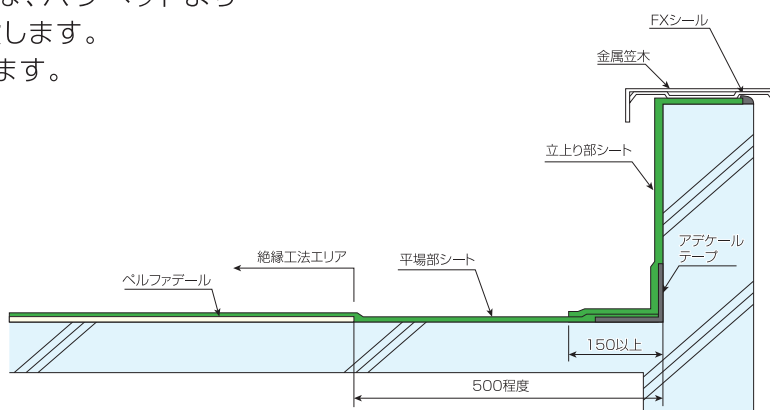 します。
ます。
FXシール
金属笠木
立上り部シート
アデケール
テープ
絶縁工法エリア
平場部シート
ペルファデール
150以上
500程度